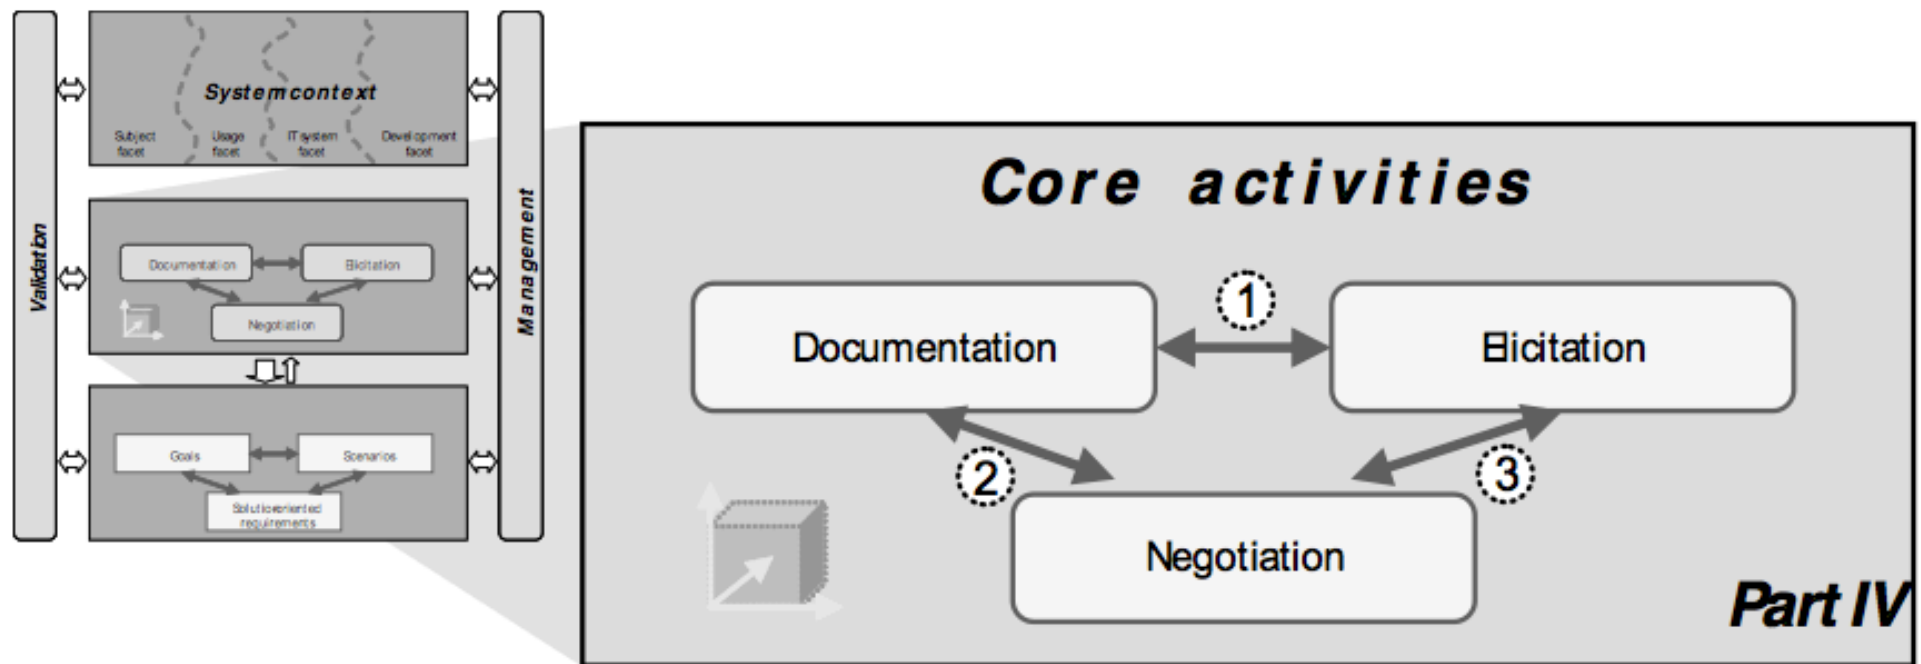 Validation
System context
Subject
facet
Usage
facet
IT system
facet
Development
facet
Documentation
Elicitation
Negotiation
Goals
Scenarios
Solution-oriented
requirements
Management
Core activities
1
Documentation
Elicitation
2
3
Negotiation
Part IV